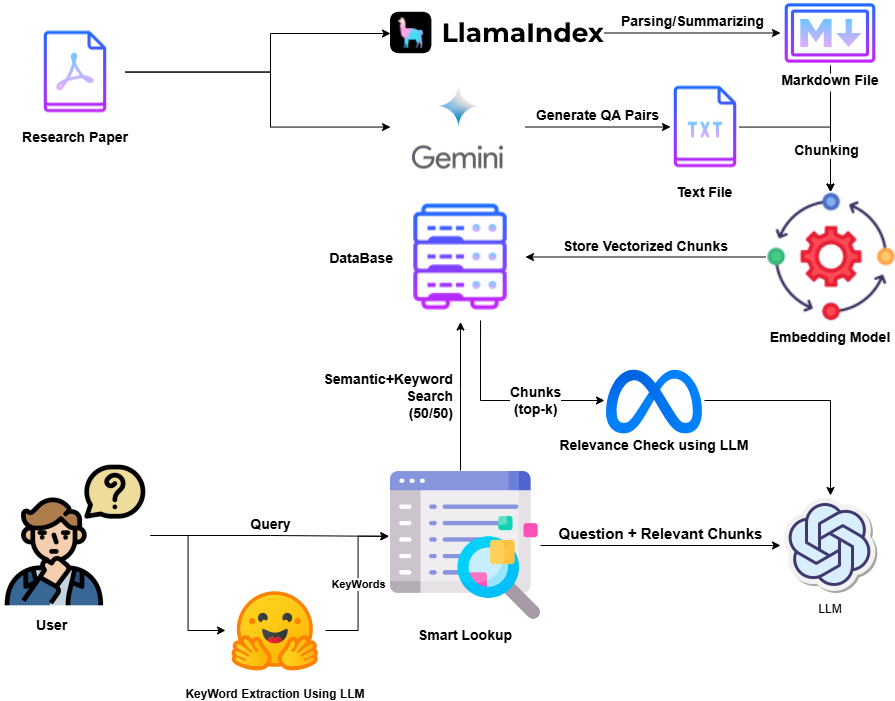 LlamaIndex
Parsing/Summarizing
Markdown File
Research Paper
Gemini
Generate QA Pairs
TXT
Text File
Chunking
DataBase
Store Vectorized Chunks
Embedding Model
Semantic+Keyword
Search
(50/50)
Chunks
(top-k)
Relevance Check using LLM
?
Query
User
KeyWords
KeyWord Extraction Using LLM
Smart Lookup
Question + Relevant Chunks
LLM